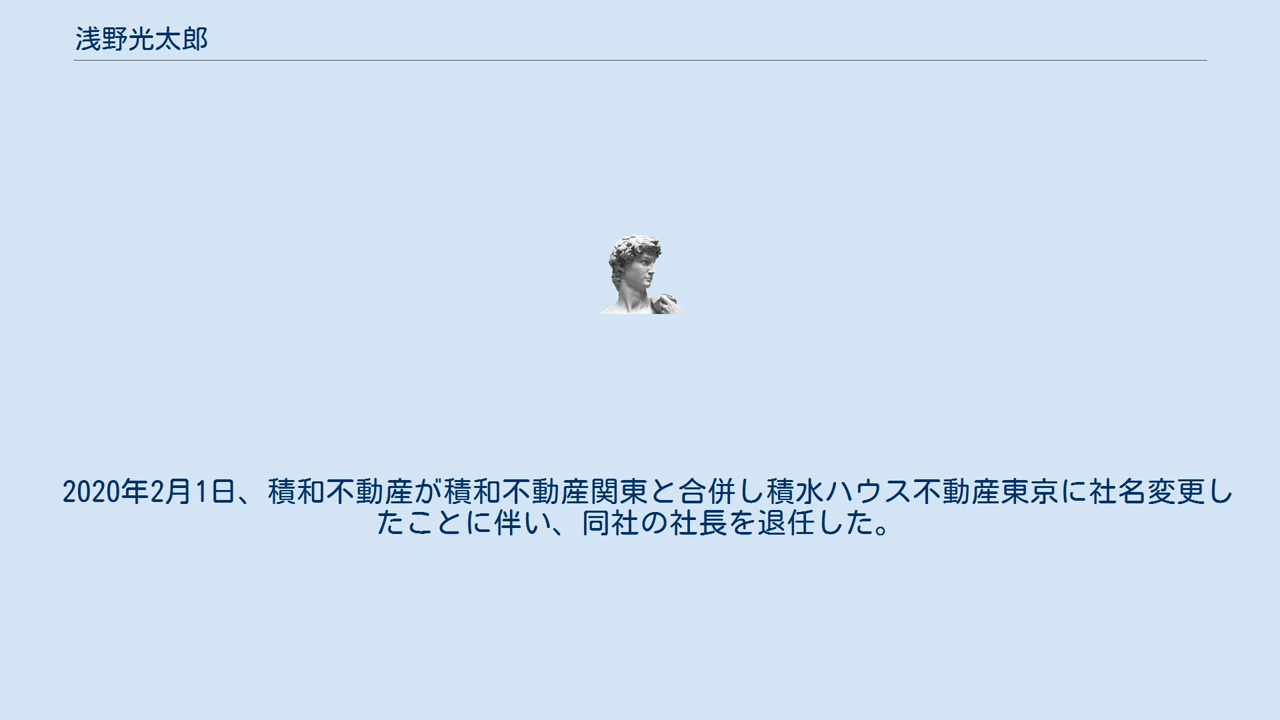 浅野光太郎
2020年2月1日、積和不動産が積和不動産関東と合併し積水ハウス不動産東京に社名変更し
たことに伴い、同社の社長を退任した。